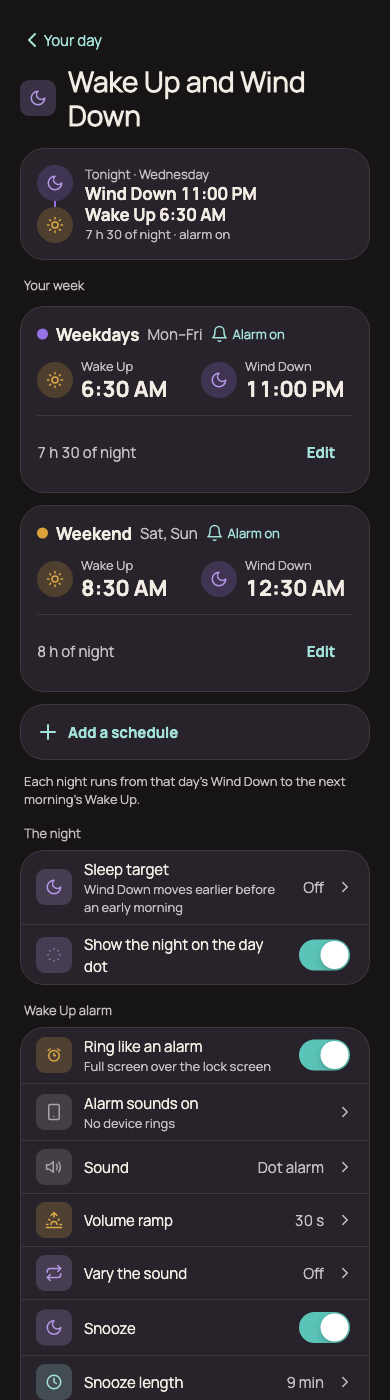 Your day
Wake Up and Wind
Down
Tonight · Wednesday
Wind Down 11:00 PM
Wake Up 6:30 AM
7 h 30 of night · alarm on
Your week
Weekdays Mon–Fri Alarm on
Wake Up Wind Down
6:30 AM 11:00 PM
7 h 30 of night Edit
Weekend Sat, Sun Alarm on
Wake Up Wind Down
8:30 AM 12:30 AM
8 h of night Edit
Add a schedule
Each night runs from that day's Wind Down to the next
morning's Wake Up.
The night
Sleep target
Wind Down moves earlier before
an early morning
Off
Show the night on the day
dot
Wake Up alarm
Ring like an alarm
Full screen over the lock screen
Alarm sounds on
No device rings
Sound Dot alarm
Volume ramp 30 s
Vary the sound Off
Snooze
Snooze length 9 min